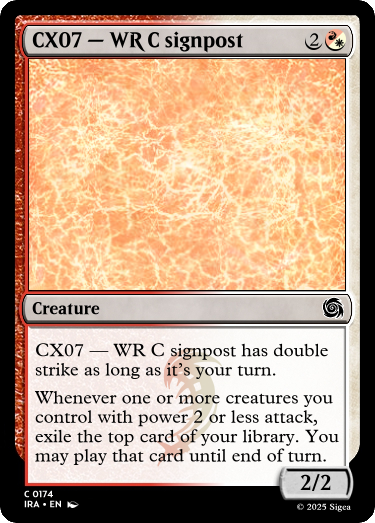 CX07 — WR C signpost 2
Creature
CX07 — WR C signpost has double
strike as long as it's your turn.
Whenever one or more creatures you
control with power 2 or less attack,
exile the top card of your library. You
may play that card until end of turn.
2/2
C 0174
IRA • EN
© 2025 Sigea